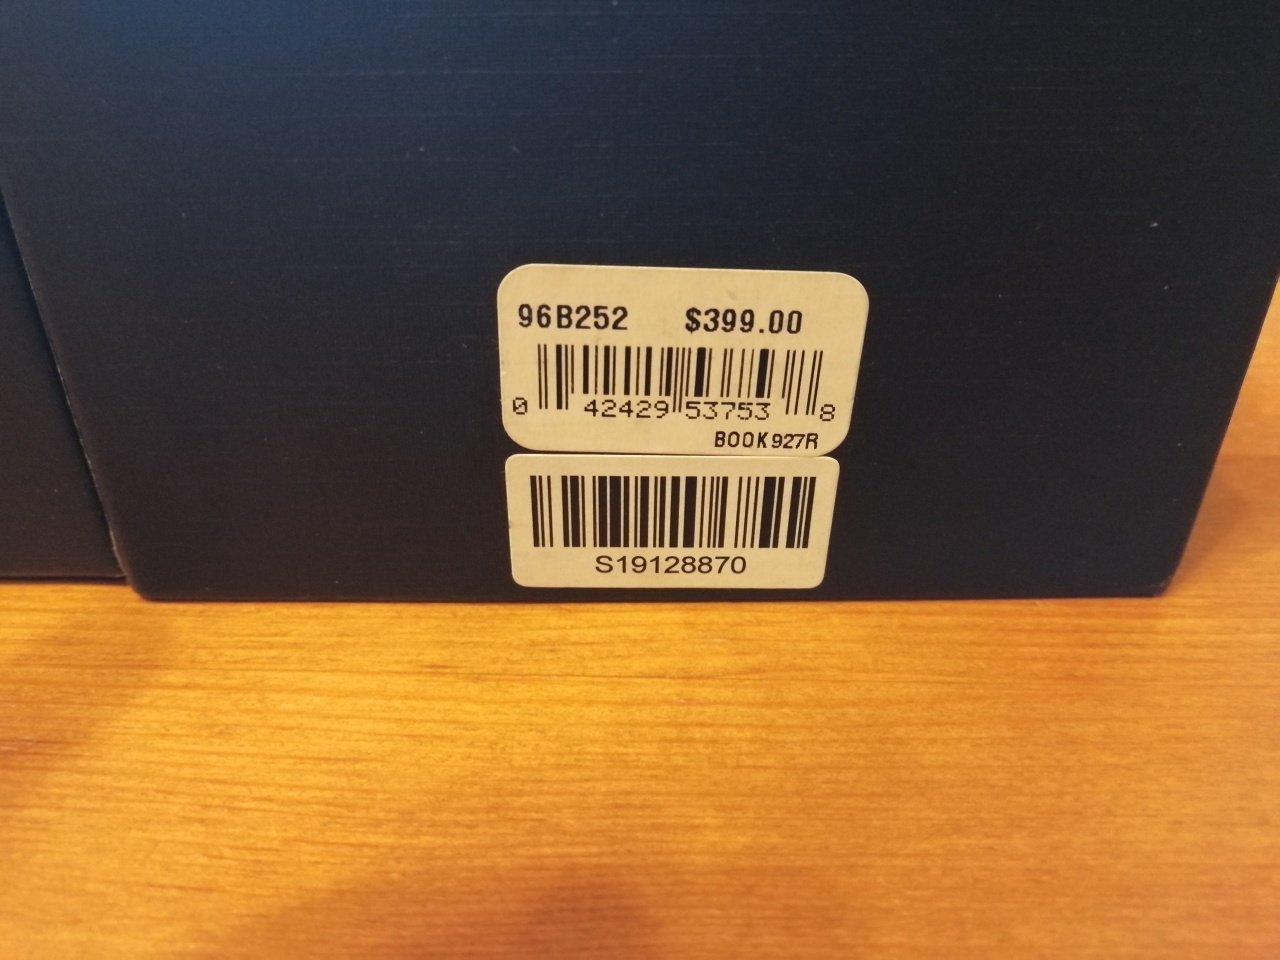 96B252 $399.00
0 42429 53753 8
BOOK927R
S19128870